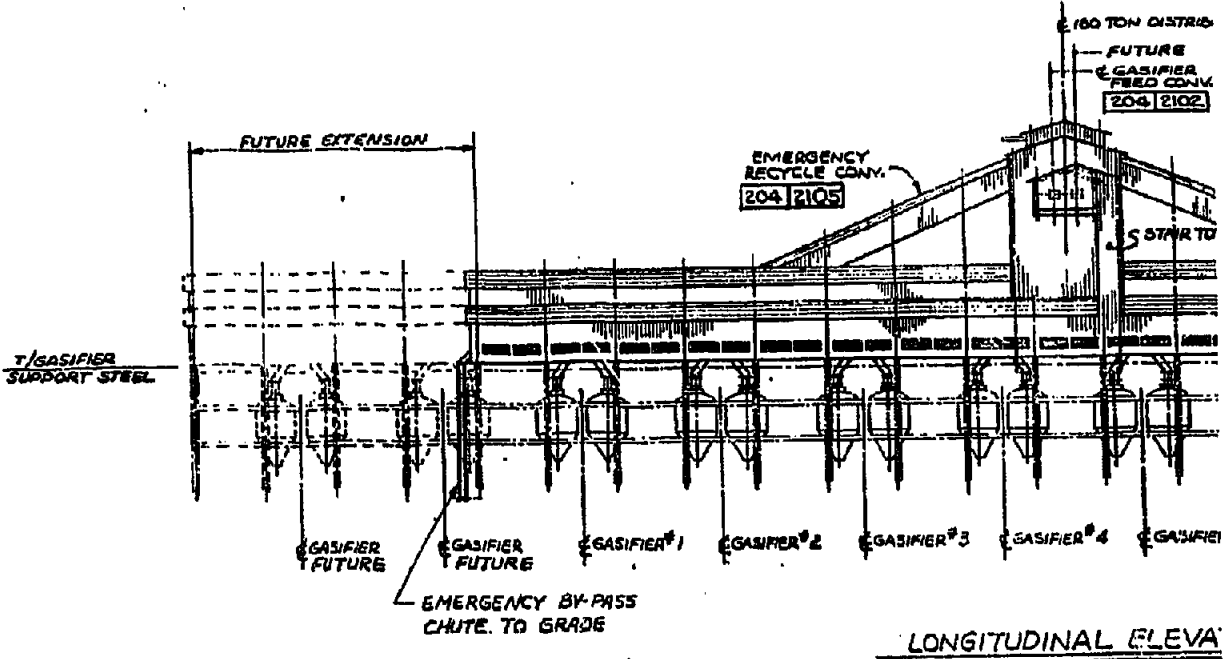 ℄ 180 TON DISTRIB
FUTURE
℄ GASIFIER
FEED CONV.
204 2102
FUTURE EXTENSION
EMERGENCY
RECYCLE CONV.
204 2105
STAIR TO
T/GASIFIER
SUPPORT STEEL
℄ GASIFIER
FUTURE
℄ GASIFIER
FUTURE
℄ GASIFIER #1
℄ GASIFIER #2
℄ GASIFIER #3
℄ GASIFIER #4
℄ GASIFIE
EMERGENCY BY-PASS
CHUTE. TO GRADE
LONGITUDINAL ELEVA